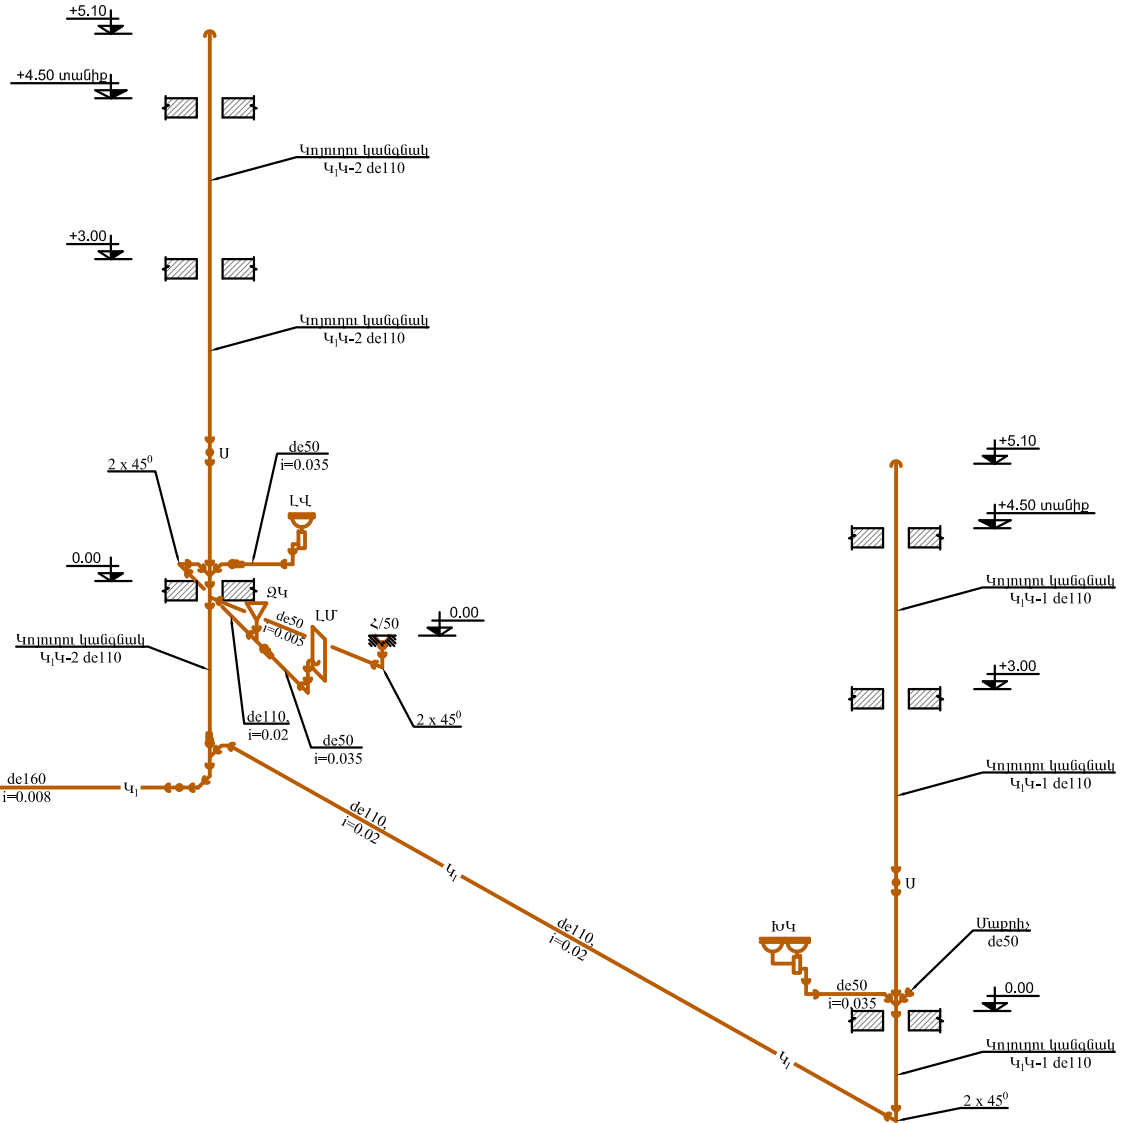 +5.10
+4.50 տանիք
Կոյուղու կանգնակ
Կ₁Կ-2 de110
+3.00
Կոյուղու կանգնակ
Կ₁Կ-2 de110
Մ
de50
i=0.035
2 x 45⁰
ԼՎ
0.00
ԶԿ
de50
i=0.005
ԼՄ
Հ/50
0.00
Կոյուղու կանգնակ
Կ₁Կ-2 de110
de110,
i=0.02
de50
i=0.035
2 x 45⁰
de160
i=0.008
Կ₁
de110,
i=0.02
Կ₁
de110,
i=0.02
Կ₁
+5.10
+4.50 տանիք
Կոյուղու կանգնակ
Կ₁Կ-1 de110
+3.00
Կոյուղու կանգնակ
Կ₁Կ-1 de110
Մ
ԽԿ
Մաքրիչ
de50
de50
i=0.035
0.00
Կոյուղու կանգնակ
Կ₁Կ-1 de110
2 x 45⁰